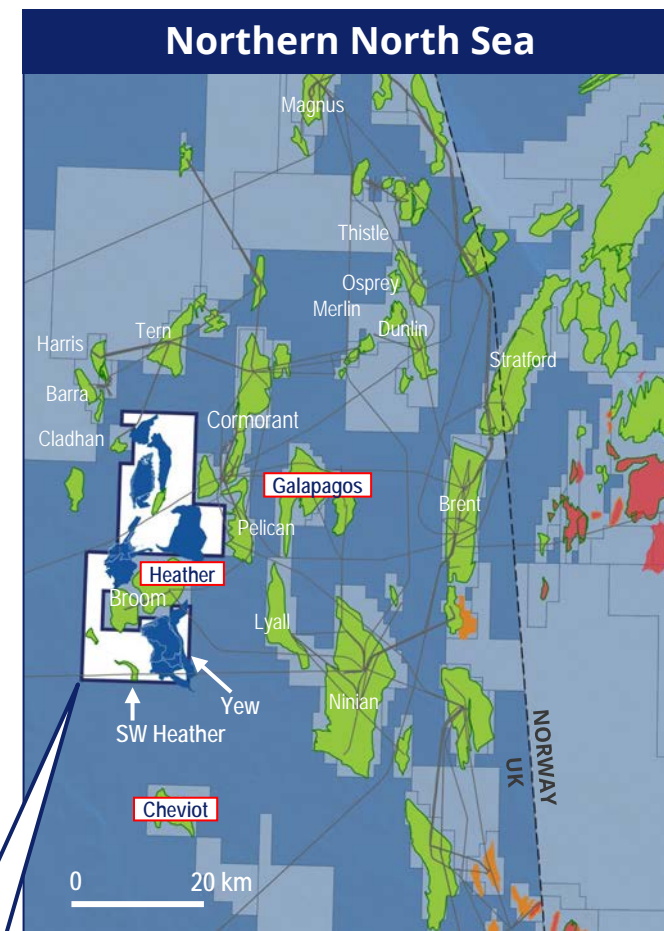 Northern North Sea
Magnus
Thistle
Osprey
Merlin
Dunlin
Harris
Tern
Stratford
Barra
Cormorant
Cladhan
Galapagos
Brent
Pelican
Heather
Broom
Lyall
Yew
Ninian
SW Heather
NORWAY
UK
Cheviot
0 20 km